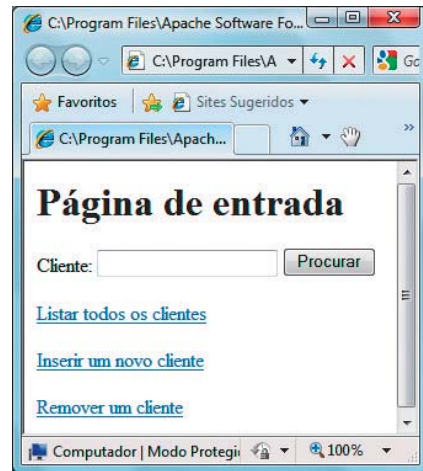 C:\Program Files\Apache Software Fo...
C:\Program Files\A
Go
Favoritos
Sites Sugeridos
C:\Program Files\Apach...
»
Página de entrada
Cliente:
Procurar
Listar todos os clientes
Inserir um novo cliente
Remover um cliente
Computador | Modo Protegi
100%